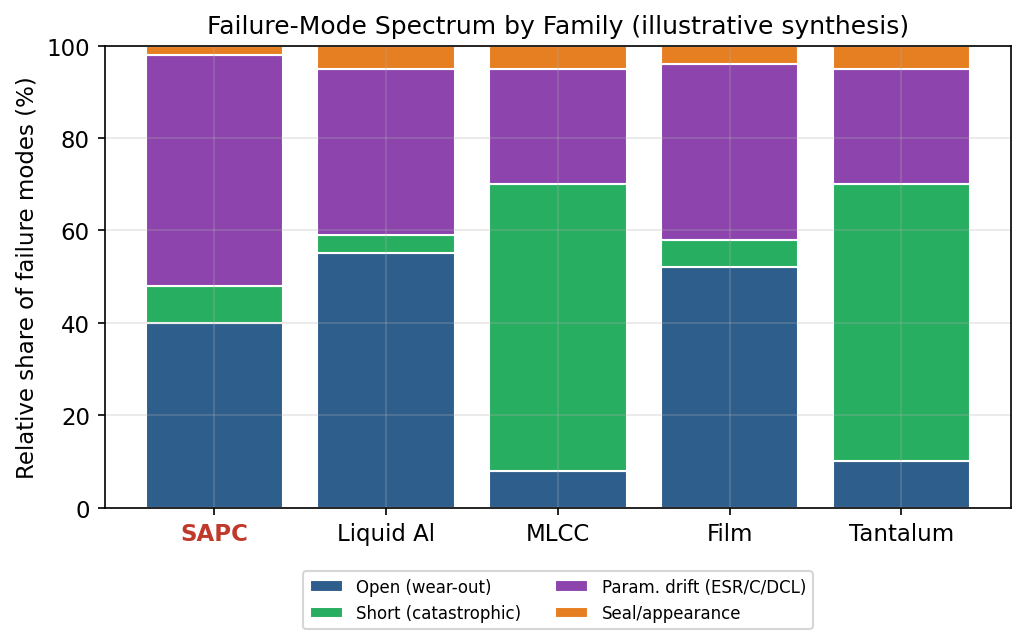 Failure-Mode Spectrum by Family (illustrative synthesis)
Relative share of failure modes (%)
100
80
60
40
20
0
SAPC Liquid Al MLCC Film Tantalum
Open (wear-out) Param. drift (ESR/C/DCL)
Short (catastrophic) Seal/appearance